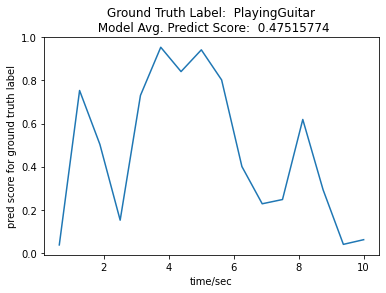 Ground Truth Label:  PlayingGuitar
Model Avg. Predict Score:  0.47515774
1.0
0.8
0.6
0.4
0.2
0.0
pred score for ground truth label
2
4
6
8
10
time/sec